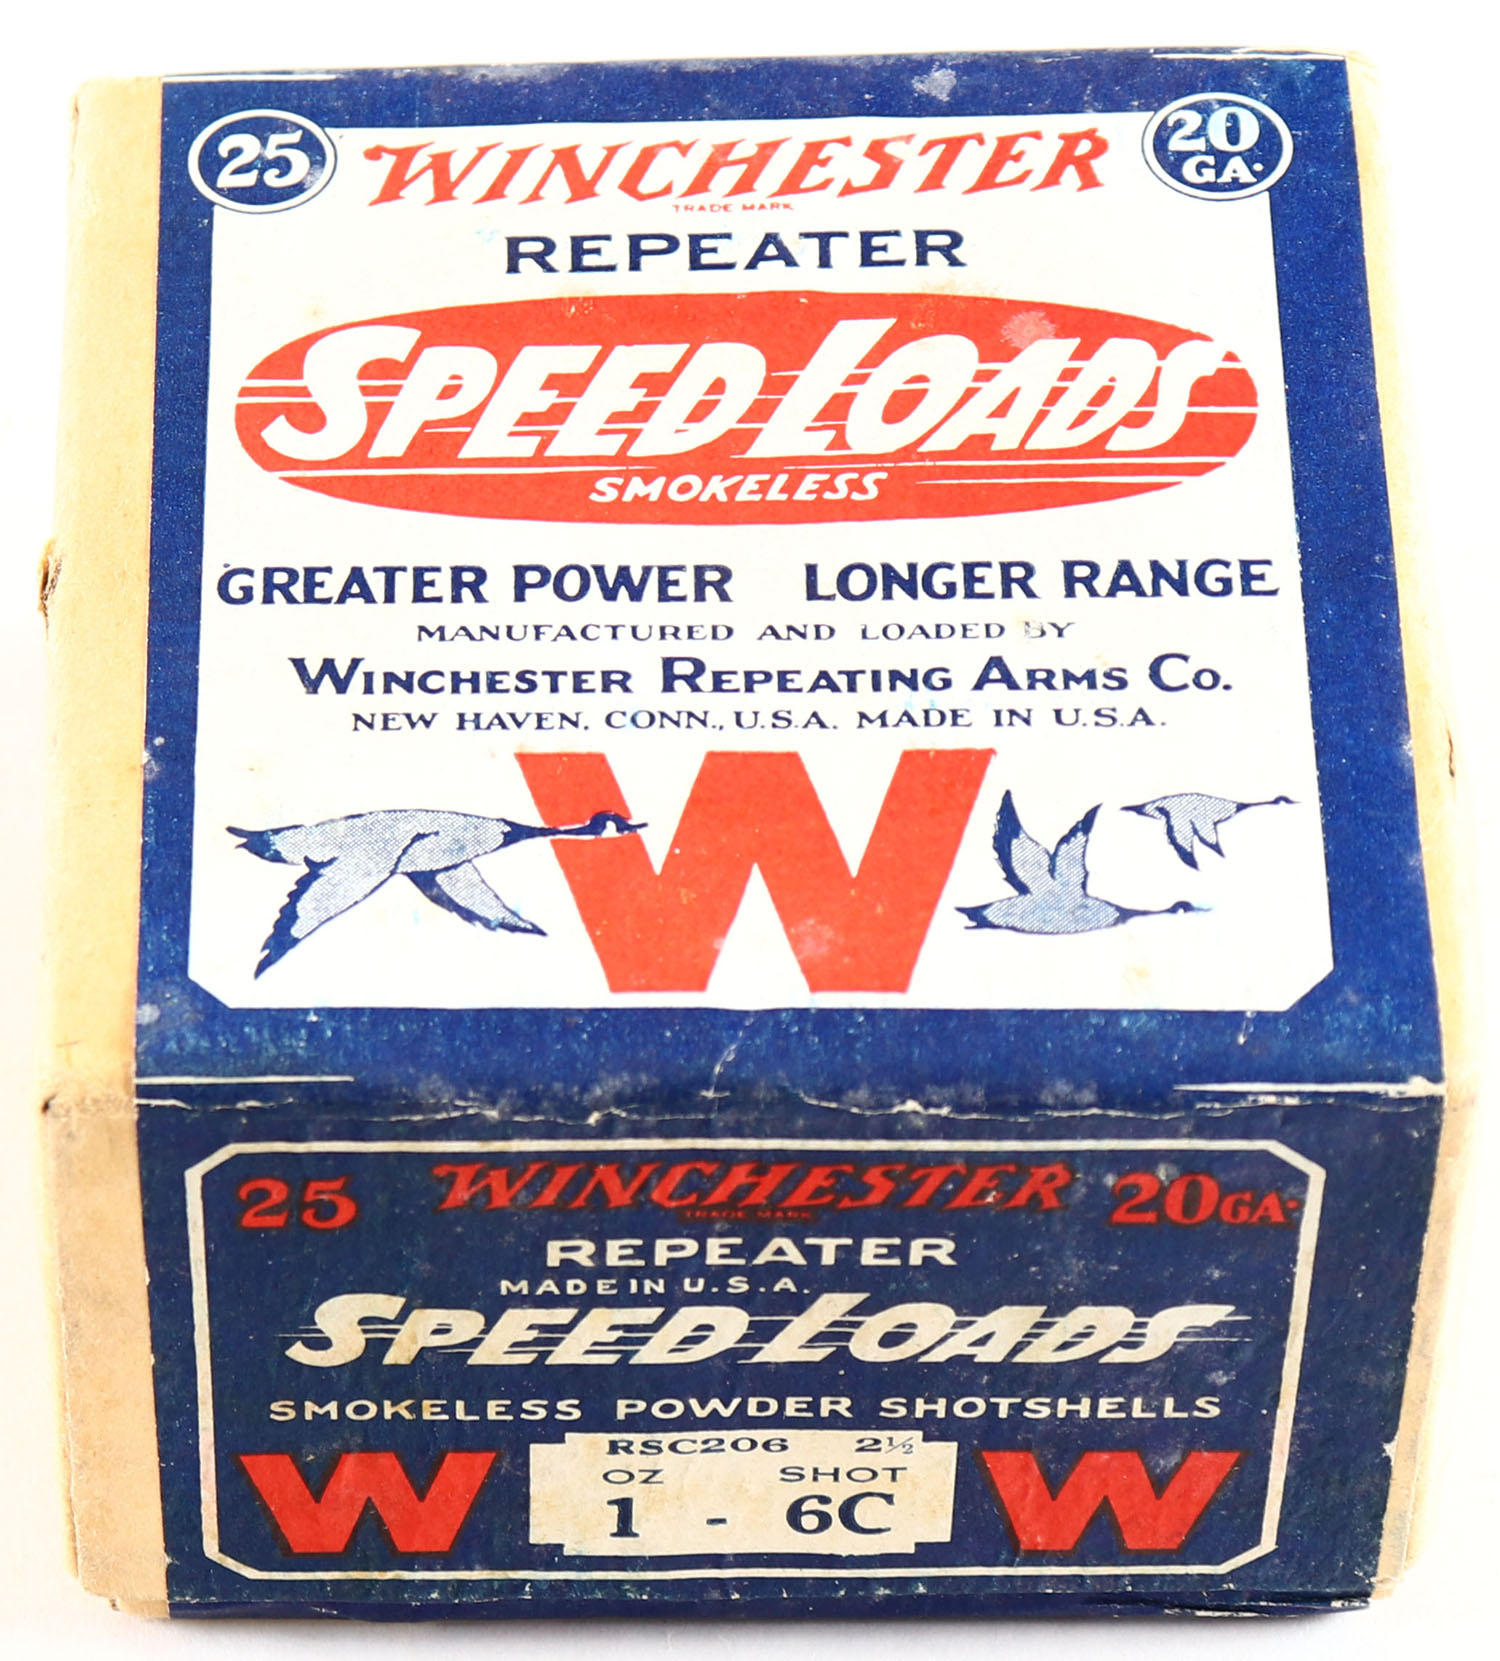 25 WINCHESTER 20 GA.
TRADE MARK
REPEATER
SPEED LOADS
SMOKELESS
GREATER POWER LONGER RANGE
MANUFACTURED AND LOADED BY
WINCHESTER REPEATING ARMS CO.
NEW HAVEN, CONN., U.S.A. MADE IN U.S.A.
W
25 WINCHESTER 20 GA.
TRADE MARK
REPEATER
MADE IN U.S.A.
SPEED LOADS
SMOKELESS POWDER SHOTSHELLS
W RSC206 2½ W
OZ SHOT
1 - 6C